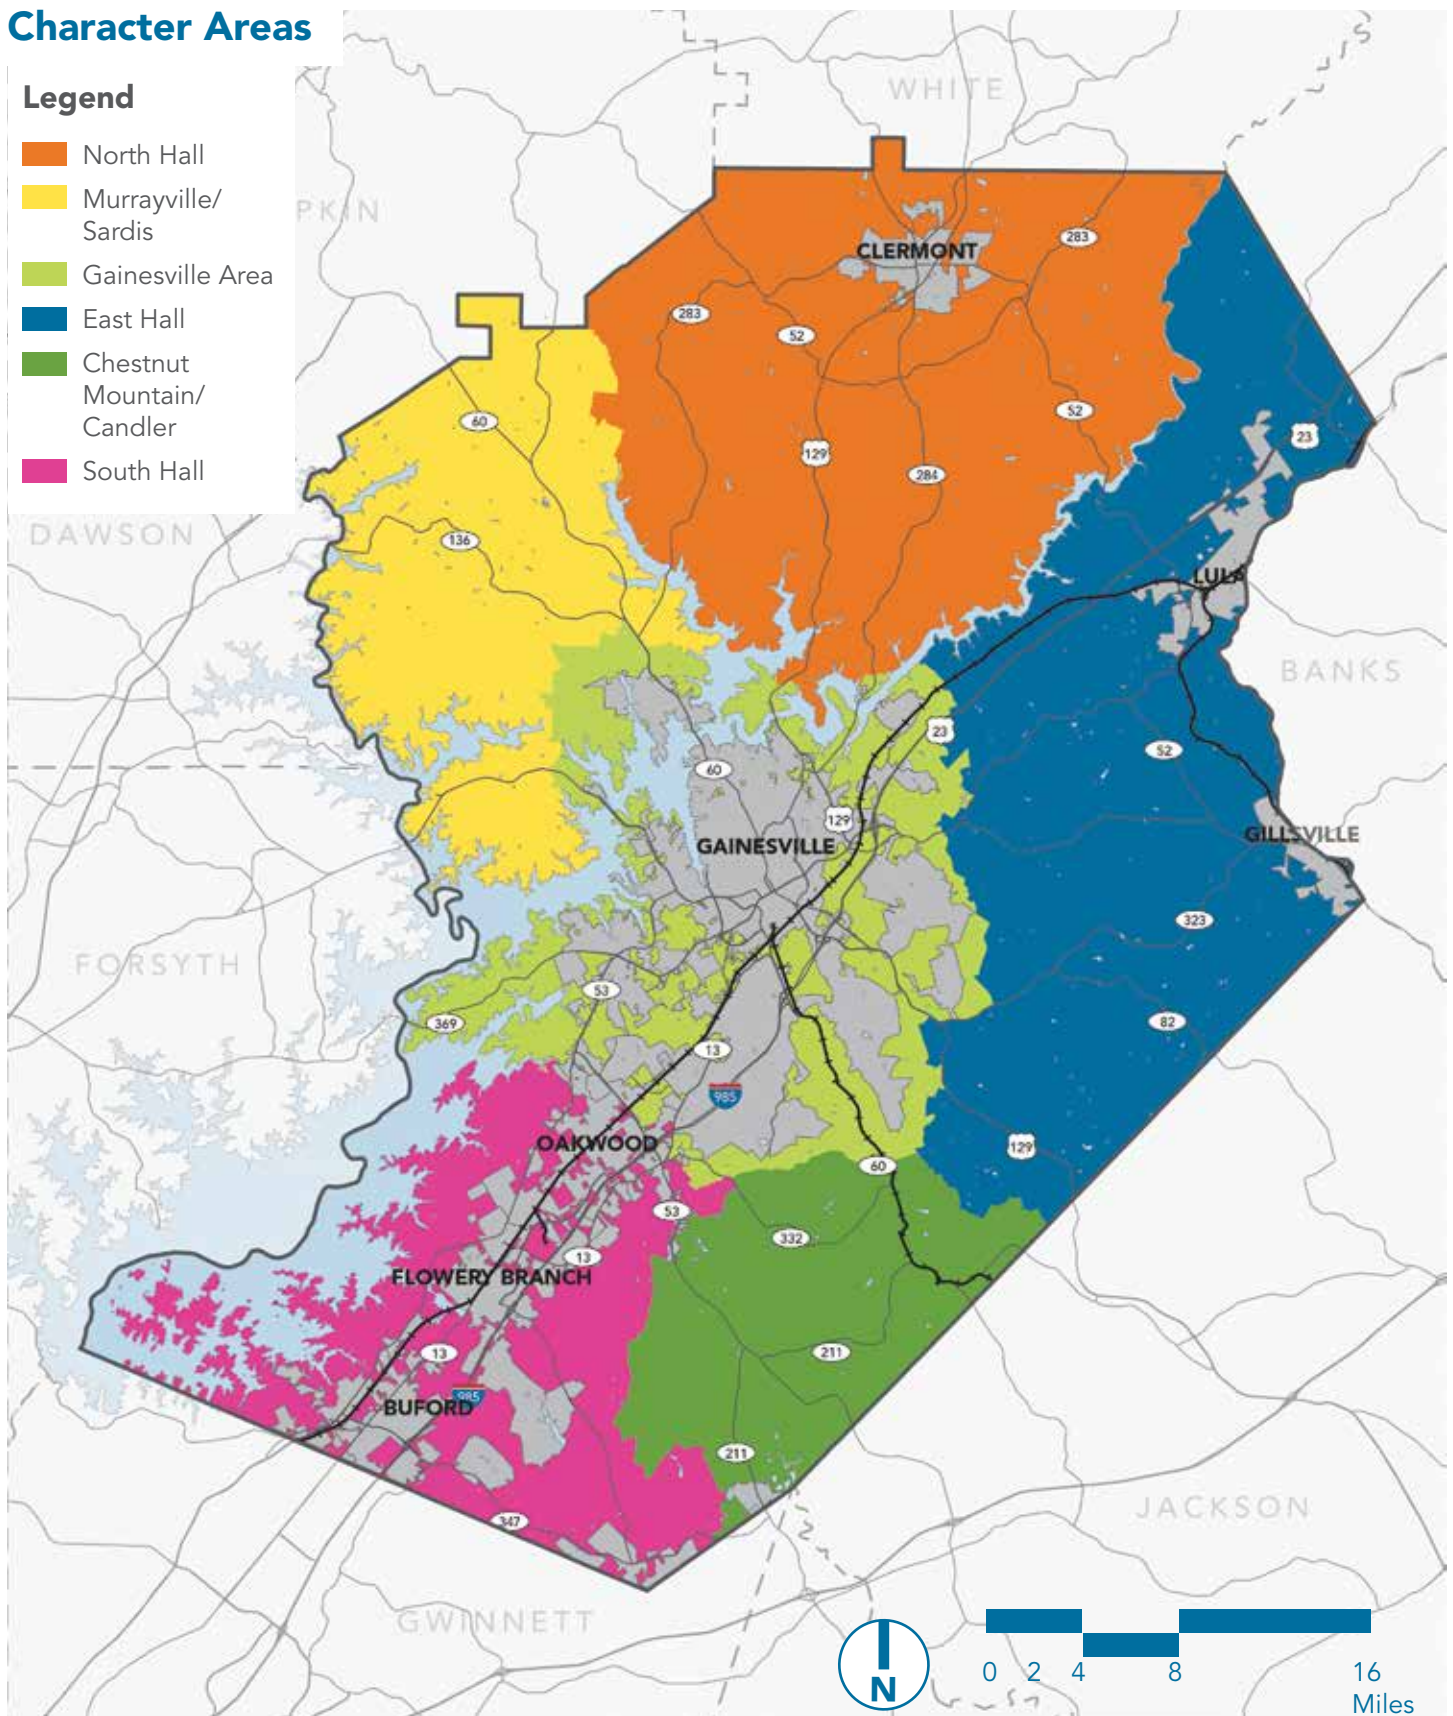 Character Areas
Legend
North Hall
Murrayville/
Sardis
Gainesville Area
East Hall
Chestnut
Mountain/
Candler
South Hall
WHITE
PKIN
283
CLERMONT
283
52
60
52
129
23
284
DAWSON
136
LULA
BANKS
23
52
60
129
GILLSVILLE
GAINESVILLE
323
FORSYTH
53
369
82
13
985
OAKWOOD
129
60
53
332
13
FLOWERY BRANCH
13
211
985
BUFORD
211
JACKSON
347
GWINNETT
N
0 2 4 8 16
Miles